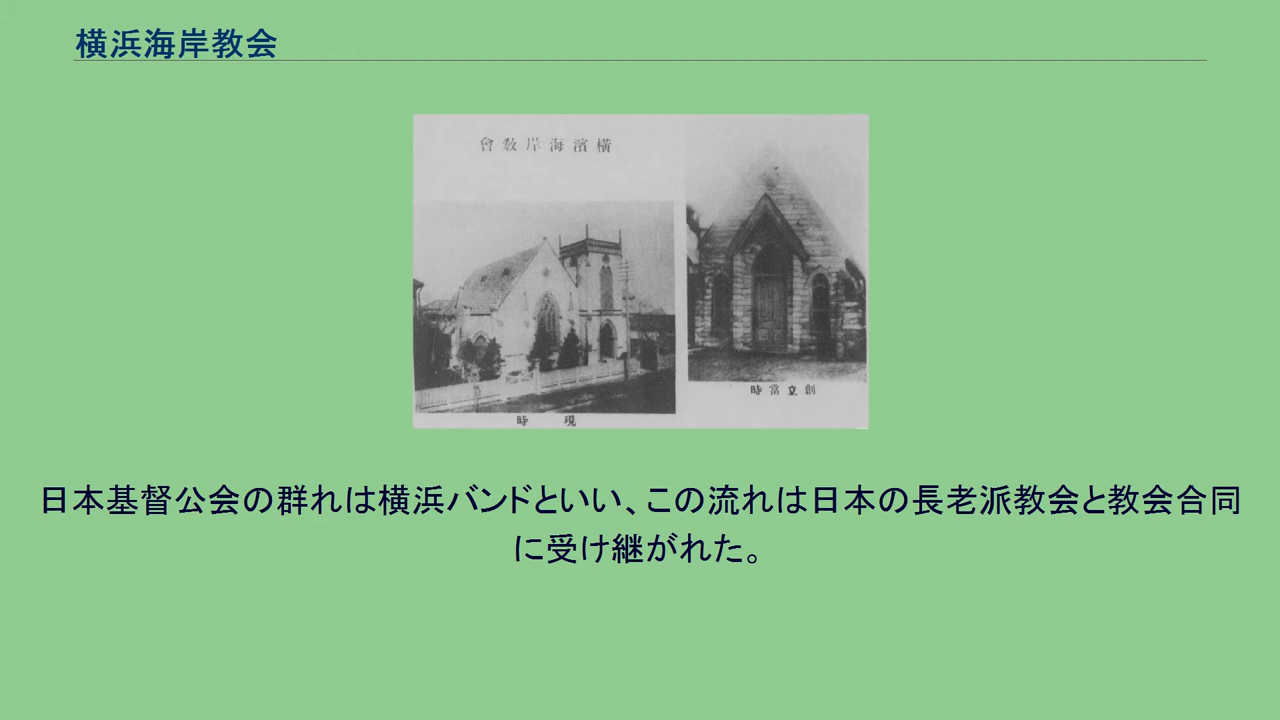 横浜海岸教会
會敎岸海濱橫
時當立創
時 現
日本基督公会の群れは横浜バンドといい、この流れは日本の長老派教会と教会合同
に受け継がれた。